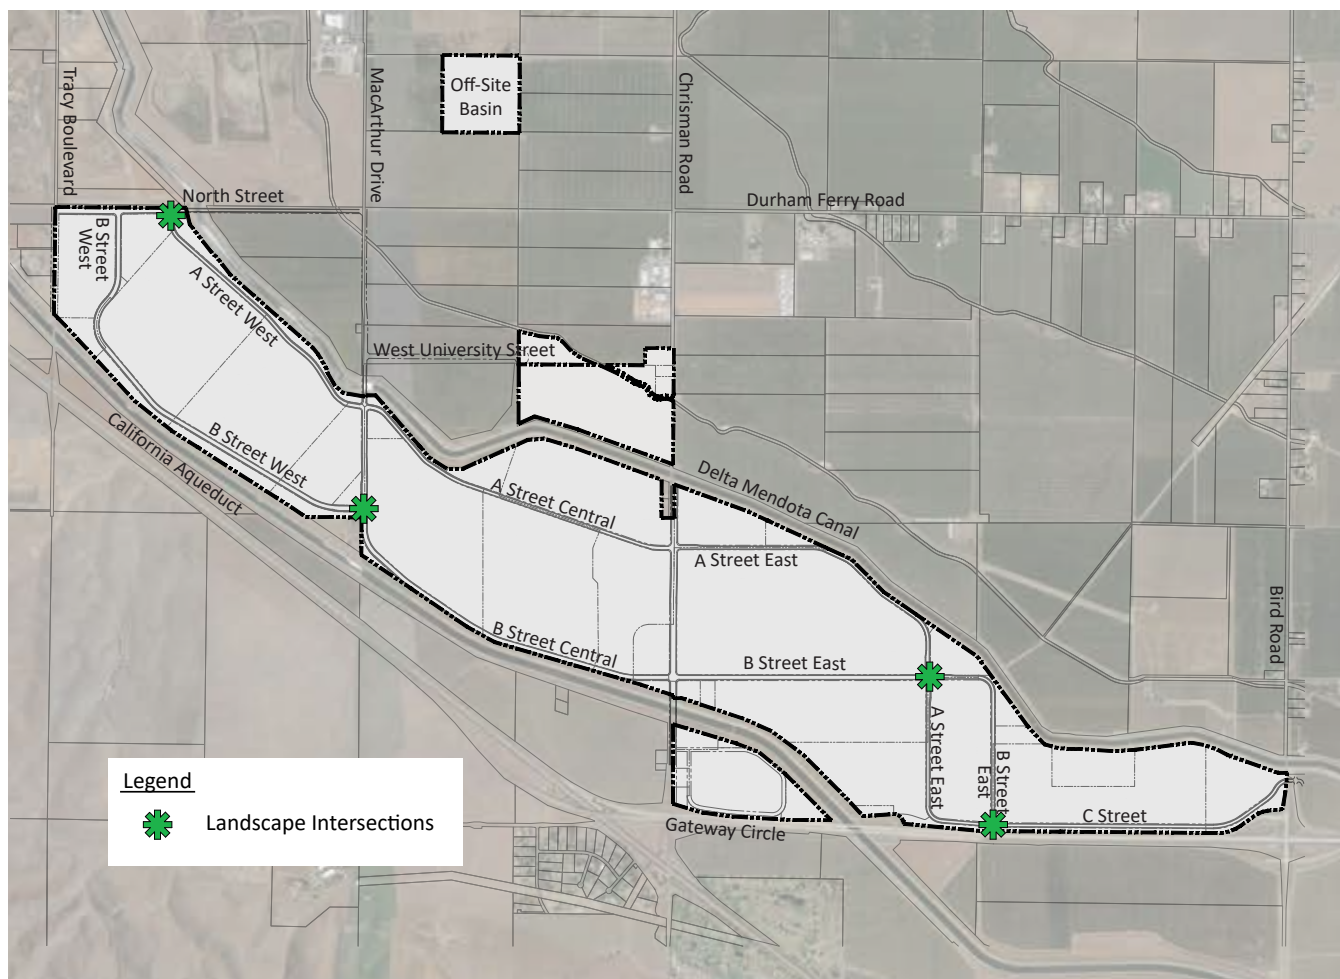 Off-Site
Basin
Tracy Boulevard
MacArthur Drive
Chrisman Road
North Street
Durham Ferry Road
B Street
West
A Street West
West University Street
B Street West
California Aqueduct
A Street Central
Delta Mendota Canal
A Street East
Bird Road
B Street Central
B Street East
A Street East
B Street
East
C Street
Gateway Circle
Legend
Landscape Intersections